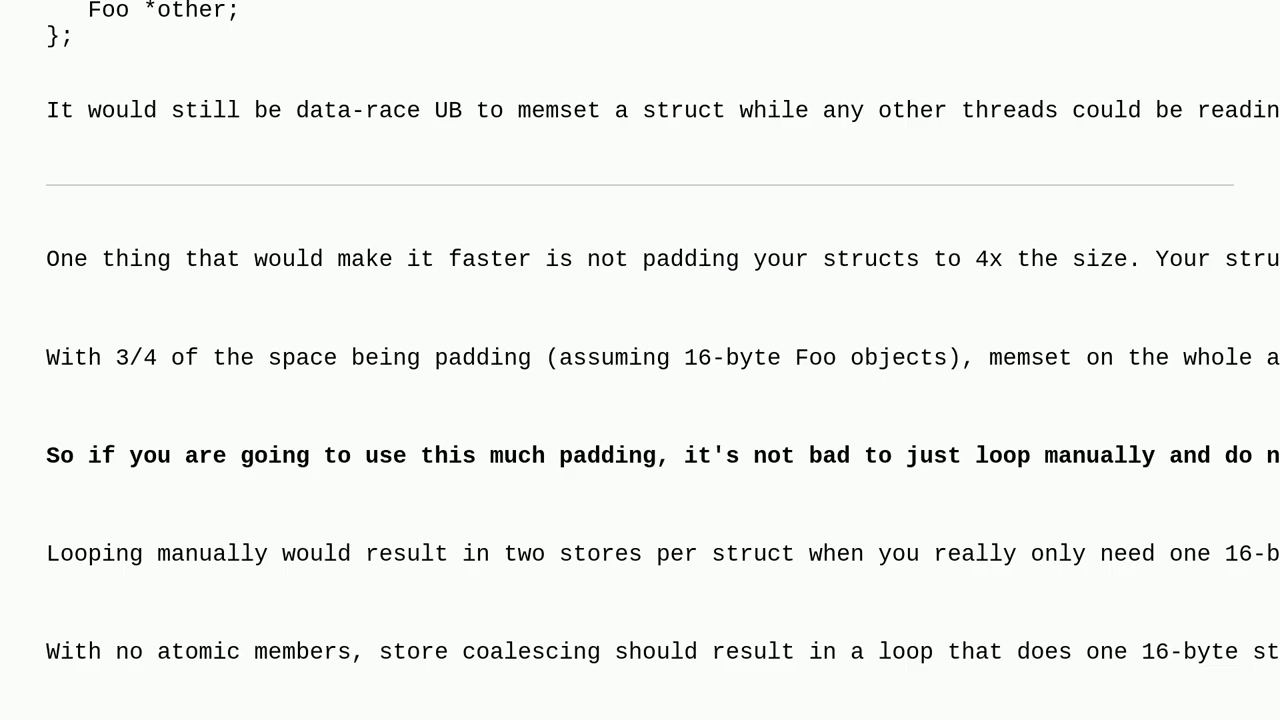 Foo *other;
};
It would still be data-race UB to memset a struct while any other threads could be readin
One thing that would make it faster is not padding your structs to 4x the size. Your stru
With 3/4 of the space being padding (assuming 16-byte Foo objects), memset on the whole a
So if you are going to use this much padding, it's not bad to just loop manually and do n
Looping manually would result in two stores per struct when you really only need one 16-b
With no atomic members, store coalescing should result in a loop that does one 16-byte st